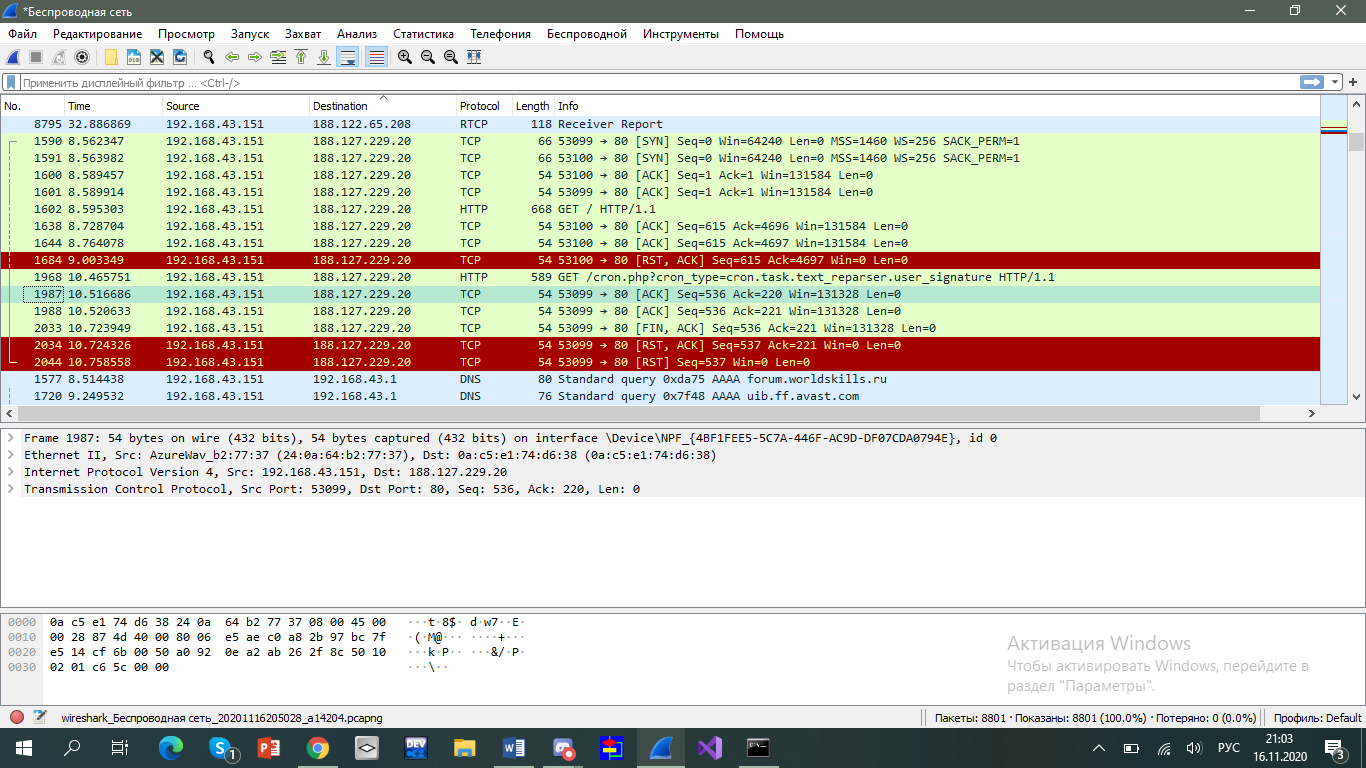 *Беспроводная сеть
Файл Редактирование Просмотр Запуск Захват Анализ Статистика Телефония Беспроводной Инструменты Помощь
Применить дисплейный фильтр ... <Ctrl-/>
No. Time Source Destination Protocol Length Info
8795 32.886869 192.168.43.151 188.122.65.208 RTCP 118 Receiver Report
1590 8.562347 192.168.43.151 188.127.229.20 TCP 66 53099 → 80 [SYN] Seq=0 Win=64240 Len=0 MSS=1460 WS=256 SACK_PERM=1
1591 8.563982 192.168.43.151 188.127.229.20 TCP 66 53100 → 80 [SYN] Seq=0 Win=64240 Len=0 MSS=1460 WS=256 SACK_PERM=1
1600 8.589457 192.168.43.151 188.127.229.20 TCP 54 53100 → 80 [ACK] Seq=1 Ack=1 Win=131584 Len=0
1601 8.589914 192.168.43.151 188.127.229.20 TCP 54 53099 → 80 [ACK] Seq=1 Ack=1 Win=131584 Len=0
1602 8.595303 192.168.43.151 188.127.229.20 HTTP 668 GET / HTTP/1.1
1638 8.728704 192.168.43.151 188.127.229.20 TCP 54 53100 → 80 [ACK] Seq=615 Ack=4696 Win=131584 Len=0
1644 8.764078 192.168.43.151 188.127.229.20 TCP 54 53100 → 80 [ACK] Seq=615 Ack=4697 Win=131584 Len=0
1684 9.003349 192.168.43.151 188.127.229.20 TCP 54 53100 → 80 [RST, ACK] Seq=615 Ack=4697 Win=0 Len=0
1968 10.465751 192.168.43.151 188.127.229.20 HTTP 589 GET /cron.php?cron_type=cron.task.text_reparser.user_signature HTTP/1.1
1987 10.516686 192.168.43.151 188.127.229.20 TCP 54 53099 → 80 [ACK] Seq=536 Ack=220 Win=131328 Len=0
1988 10.520633 192.168.43.151 188.127.229.20 TCP 54 53099 → 80 [ACK] Seq=536 Ack=221 Win=131328 Len=0
2033 10.723949 192.168.43.151 188.127.229.20 TCP 54 53099 → 80 [FIN, ACK] Seq=536 Ack=221 Win=131328 Len=0
2034 10.724326 192.168.43.151 188.127.229.20 TCP 54 53099 → 80 [RST, ACK] Seq=537 Ack=221 Win=0 Len=0
2044 10.758558 192.168.43.151 188.127.229.20 TCP 54 53099 → 80 [RST] Seq=537 Win=0 Len=0
1577 8.514438 192.168.43.151 192.168.43.1 DNS 80 Standard query 0xda75 AAAA forum.worldskills.ru
1720 9.249532 192.168.43.151 192.168.43.1 DNS 76 Standard query 0x7f48 AAAA uib.ff.avast.com
Frame 1987: 54 bytes on wire (432 bits), 54 bytes captured (432 bits) on interface \Device\NPF_{4BF1FEE5-5C7A-446F-AC9D-DF07CDA0794E}, id 0
Ethernet II, Src: AzureWav_b2:77:37 (24:0a:64:b2:77:37), Dst: 0a:c5:e1:74:d6:38 (0a:c5:e1:74:d6:38)
Internet Protocol Version 4, Src: 192.168.43.151, Dst: 188.127.229.20
Transmission Control Protocol, Src Port: 53099, Dst Port: 80, Seq: 536, Ack: 220, Len: 0
0000 0a c5 e1 74 d6 38 24 0a 64 b2 77 37 08 00 45 00 ···t·8$· d·w7··E·
0010 00 28 87 4d 40 00 80 06 e5 ae c0 a8 2b 97 bc 7f ·(·M@··· ····+···
0020 e5 14 cf 6b 00 50 a0 92 0e a2 ab 26 2f 8c 50 10 ···k·P·· ···&/·P·
0030 02 01 c6 5c 00 00 ···\··
Активация Windows
Чтобы активировать Windows, перейдите в
раздел "Параметры".
wireshark_Беспроводная сеть_20201116205028_a14204.pcapng Пакеты: 8801 · Показаны: 8801 (100.0%) · Потеряно: 0 (0.0%) Профиль: Default
1 DEV РУС 21:03
16.11.2020 3